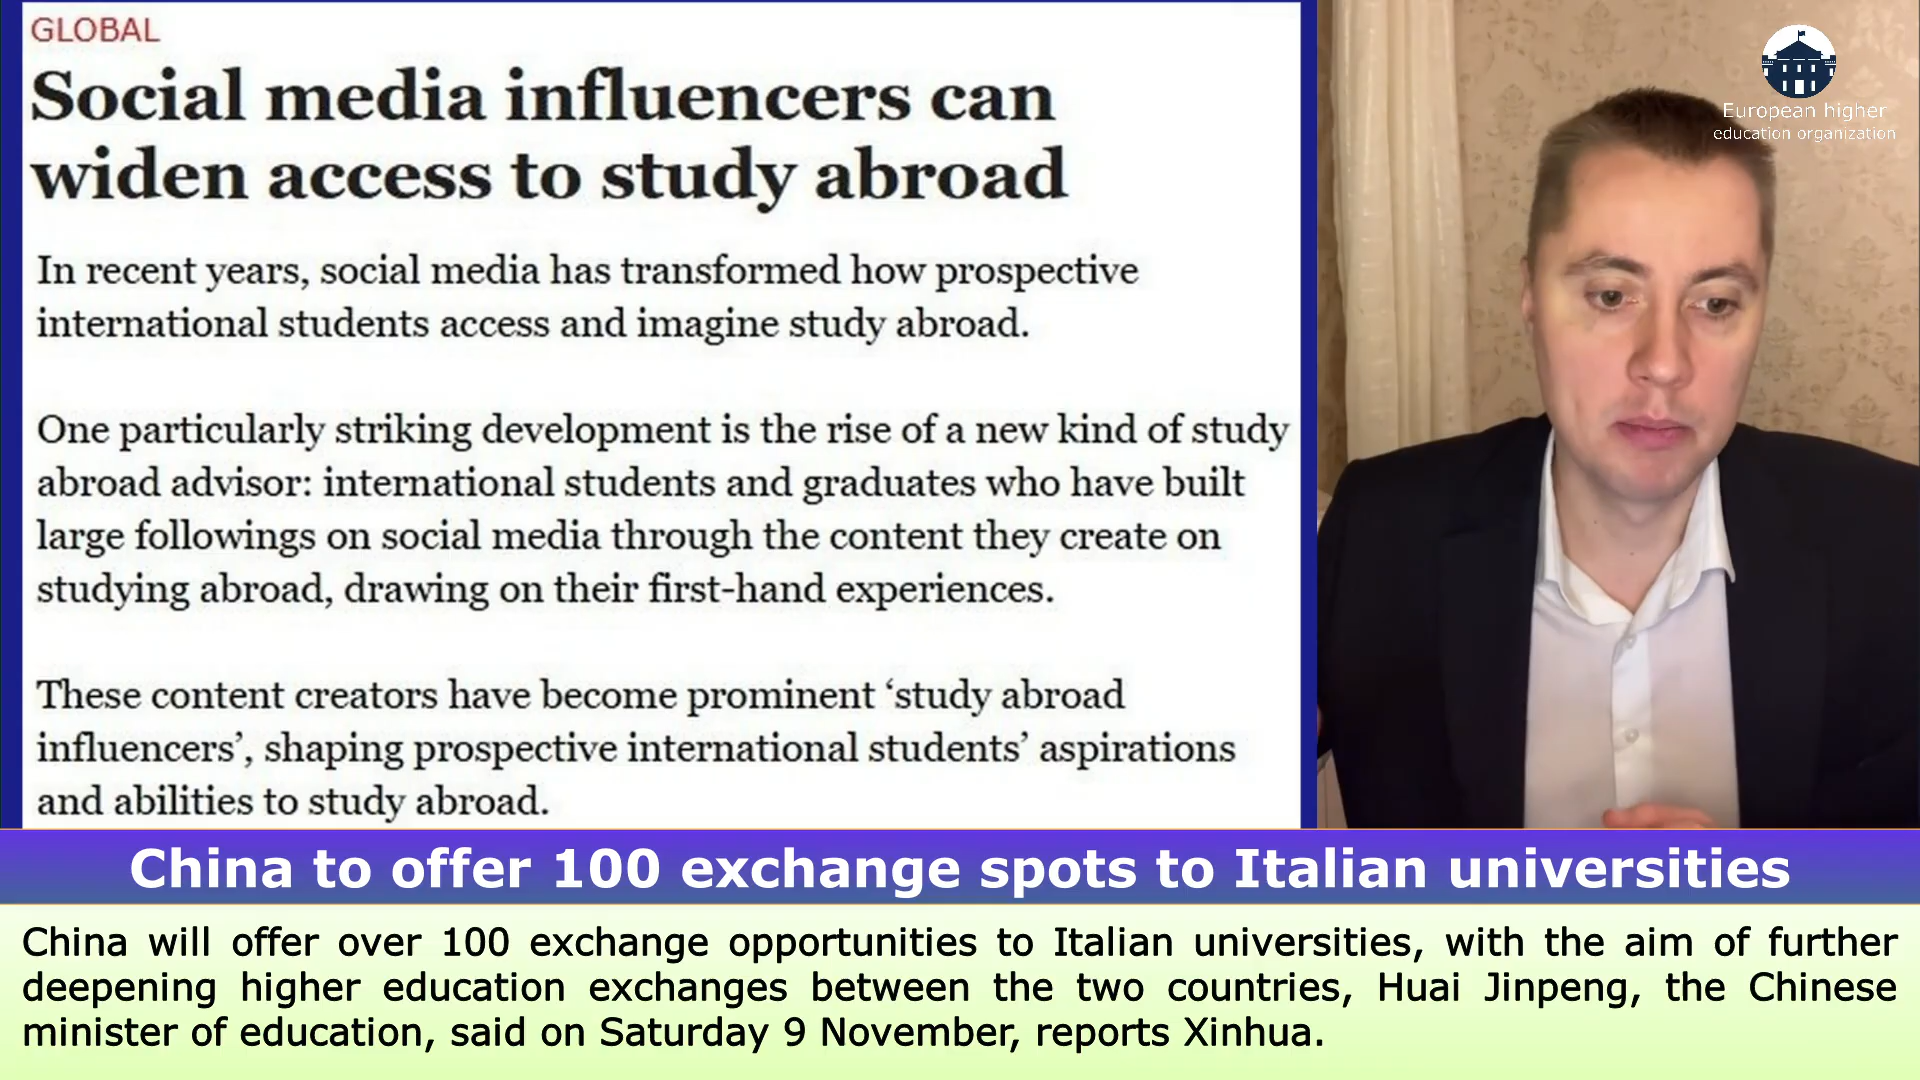 GLOBAL
Social media influencers can
widen access to study abroad
In recent years, social media has transformed how prospective
international students access and imagine study abroad.
One particularly striking development is the rise of a new kind of study
abroad advisor: international students and graduates who have built
large followings on social media through the content they create on
studying abroad, drawing on their first-hand experiences.
These content creators have become prominent ‘study abroad
influencers’, shaping prospective international students’ aspirations
and abilities to study abroad.
European higher
education organization
China to offer 100 exchange spots to Italian universities
China will offer over 100 exchange opportunities to Italian universities, with the aim of further
deepening higher education exchanges between the two countries, Huai Jinpeng, the Chinese
minister of education, said on Saturday 9 November, reports Xinhua.